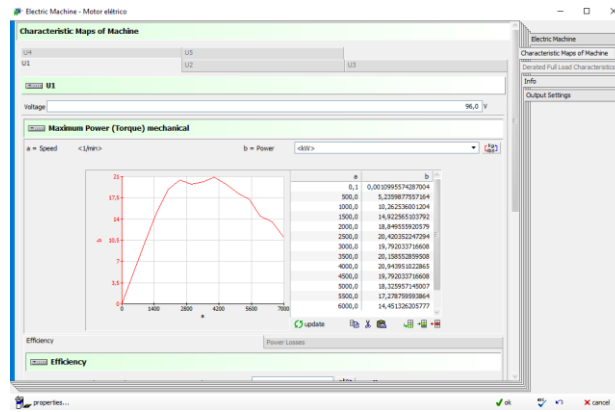 Electric Machine - Motor elétrico
Characteristic Maps of Machine
Electric Machine
Characteristic Maps of Machine
Derated Full Load Characteristics
Info
Output Settings
U4 U5
U1 U2 U3
U1
Voltage 96,0 V
Maximum Power (Torque) mechanical
a = Speed <1/min> b = Power <kW>
a b
0,1 0,0010995574287004
500,0 5,2359877557164
1000,0 10,262536001204
1500,0 14,922565103792
2000,0 18,849555920579
2500,0 20,420352247294
3000,0 19,792033716608
3500,0 20,158552859508
4000,0 20,943951022865
4500,0 19,792033716608
5000,0 18,325957145007
5500,0 17,278759593864
6000,0 14,451326205777
21
17,5
14
10,5
7
3,5
0
b
0 1400 2800 4200 5600 7000
a
update
Efficiency Power Losses
Efficiency
properties... ok cancel